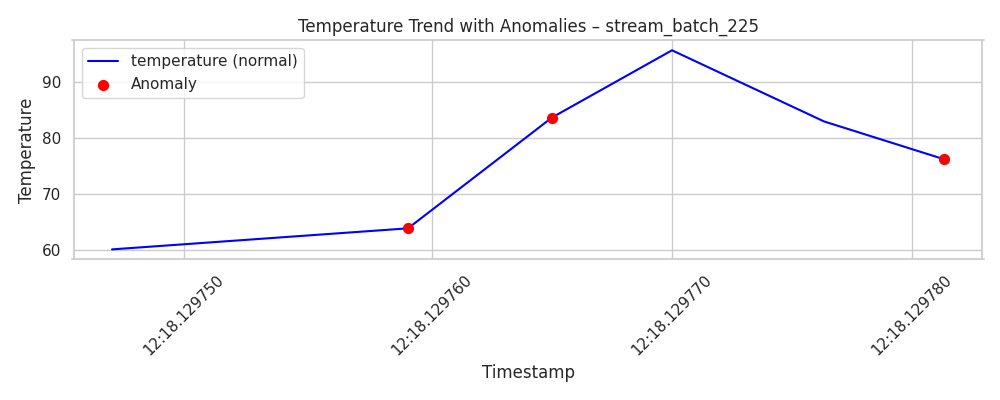 Temperature Trend with Anomalies – stream_batch_225
temperature (normal)
Anomaly
Temperature
90
80
70
60
12:18.129750
12:18.129760
12:18.129770
12:18.129780
Timestamp